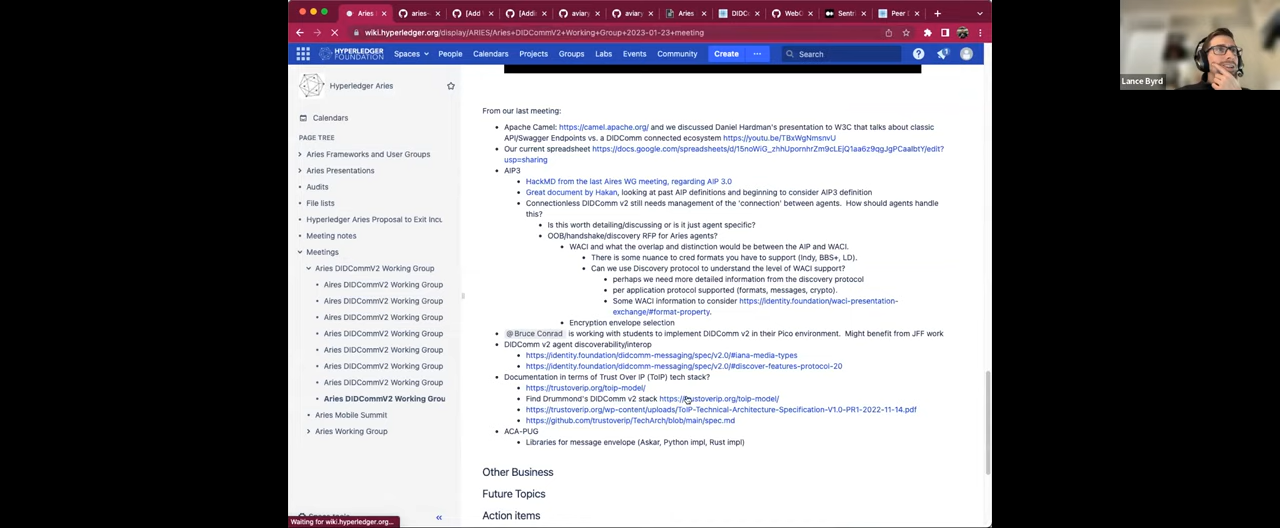 Aries
aries-
[Add
[Addin
aviary
aviary
Aries
DIDC
WebC
Sentri
Peer
wiki.hyperledger.org/display/ARIES/Aries+DIDCommV2+Working+Group+2023-01-23+meeting
HYPERLEDGER
FOUNDATION
Spaces
People
Calendars
Projects
Groups
Labs
Events
Community
Create
Search
Lance Byrd
Hyperledger Aries
Calendars
PAGE TREE
Aries Frameworks and User Groups
Aries Presentations
Audits
File lists
Hyperledger Aries Proposal to Exit Incu
Meeting notes
Meetings
Aries DIDCommV2 Working Group
Aires DIDCommV2 Working Group
Aries DIDCommV2 Working Group
Aries DIDCommV2 Working Group
Aries DIDCommV2 Working Group
Aries DIDCommV2 Working Group
Aries DIDCommV2 Working Group
Aries DIDCommV2 Working Group
Aries DIDCommV2 Working Group
Aries DIDCommV2 Working Grou
Aries Mobile Summit
Aries Working Group
Waiting for wiki.hyperledger.org...
From our last meeting:
Apache Camel: https://camel.apache.org/ and we discussed Daniel Hardman's presentation to W3C that talks about classic
API/Swagger Endpoints vs. a DIDComm connected ecosystem https://youtu.be/TBxWgNmsnvU
Our current spreadsheet https://docs.google.com/spreadsheets/d/15noWiG_zhhUpornhrZm9cLEjQ1aa6z9qgJgPCaalbtY/edit?
usp=sharing
AIP3
HackMD from the last Aires WG meeting, regarding AIP 3.0
Great document by Hakan, looking at past AIP definitions and beginning to consider AIP3 definition
Connectionless DIDComm v2 still needs management of the 'connection' between agents. How should agents handle
this?
Is this worth detailing/discussing or is it just agent specific?
OOB/handshake/discovery RFP for Aries agents?
WACI and what the overlap and distinction would be between the AIP and WACI.
There is some nuance to cred formats you have to support (Indy, BBS+, LD).
Can we use Discovery protocol to understand the level of WACI support?
perhaps we need more detailed information from the discovery protocol
per application protocol supported (formats, messages, crypto).
Some WACI information to consider https://identity.foundation/waci-presentation-
exchange/#format-property.
Encryption envelope selection
@Bruce Conrad is working with students to implement DIDComm v2 in their Pico environment. Might benefit from JFF work
DIDComm v2 agent discoverability/interop
https://identity.foundation/didcomm-messaging/spec/v2.0/#iana-media-types
https://identity.foundation/didcomm-messaging/spec/v2.0/#discover-features-protocol-20
Documentation in terms of Trust Over IP (ToIP) tech stack?
https://trustoverip.org/toip-model/
Find Drummond's DIDComm v2 stack https://trustoverip.org/toip-model/
https://trustoverip.org/wp-content/uploads/ToIP-Technical-Architecture-Specification-V1.0-PR1-2022-11-14.pdf
https://github.com/trustoverip/TechArch/blob/main/spec.md
ACA-PUG
Libraries for message envelope (Askar, Python impl, Rust impl)
Other Business
Future Topics
Action items